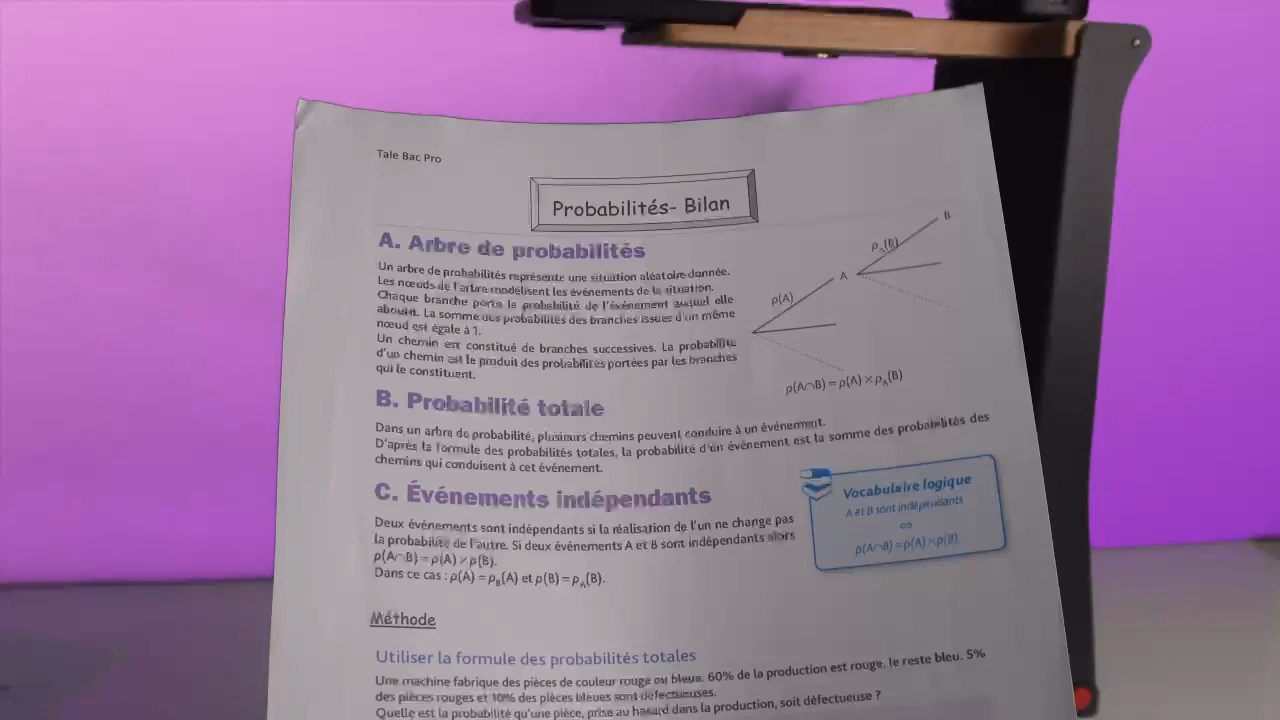 Tale Bac Pro
Probabilités- Bilan
A. Arbre de probabilités
Un arbre de probabilités représente une situation aléatoire donnée.
Les nœuds de l'arbre modélisent les événements de la situation.
Chaque branche porte la probabilité de l'événement auquel elle
aboutit. La somme des probabilités des branches issues d'un même
nœud est égale à 1.
Un chemin est constitué de branches successives. La probabilité
d'un chemin est le produit des probabilités portées par les branches
qui le constituent.
B
p_A(B)
A
p(A)
p(A∩B) = p(A) × p_A(B)
B. Probabilité totale
Dans un arbre de probabilité, plusieurs chemins peuvent conduire à un événement.
D'après la formule des probabilités totales, la probabilité d'un événement est la somme des probabilités des
chemins qui conduisent à cet événement.
C. Événements indépendants
Deux événements sont indépendants si la réalisation de l'un ne change pas
la probabilité de l'autre. Si deux événements A et B sont indépendants alors
p(A∩B) = p(A) × p(B).
Dans ce cas : p(A) = p_B(A) et p(B) = p_A(B).
Vocabulaire logique
A et B sont indépendants
⇔
p(A∩B) = p(A) × p(B)
Méthode
Utiliser la formule des probabilités totales
Une machine fabrique des pièces de couleur rouge ou bleue. 60% de la production est rouge, le reste bleu. 5%
des pièces rouges et 10% des pièces bleues sont défectueuses.
Quelle est la probabilité qu'une pièce, prise au hasard dans la production, soit défectueuse ?